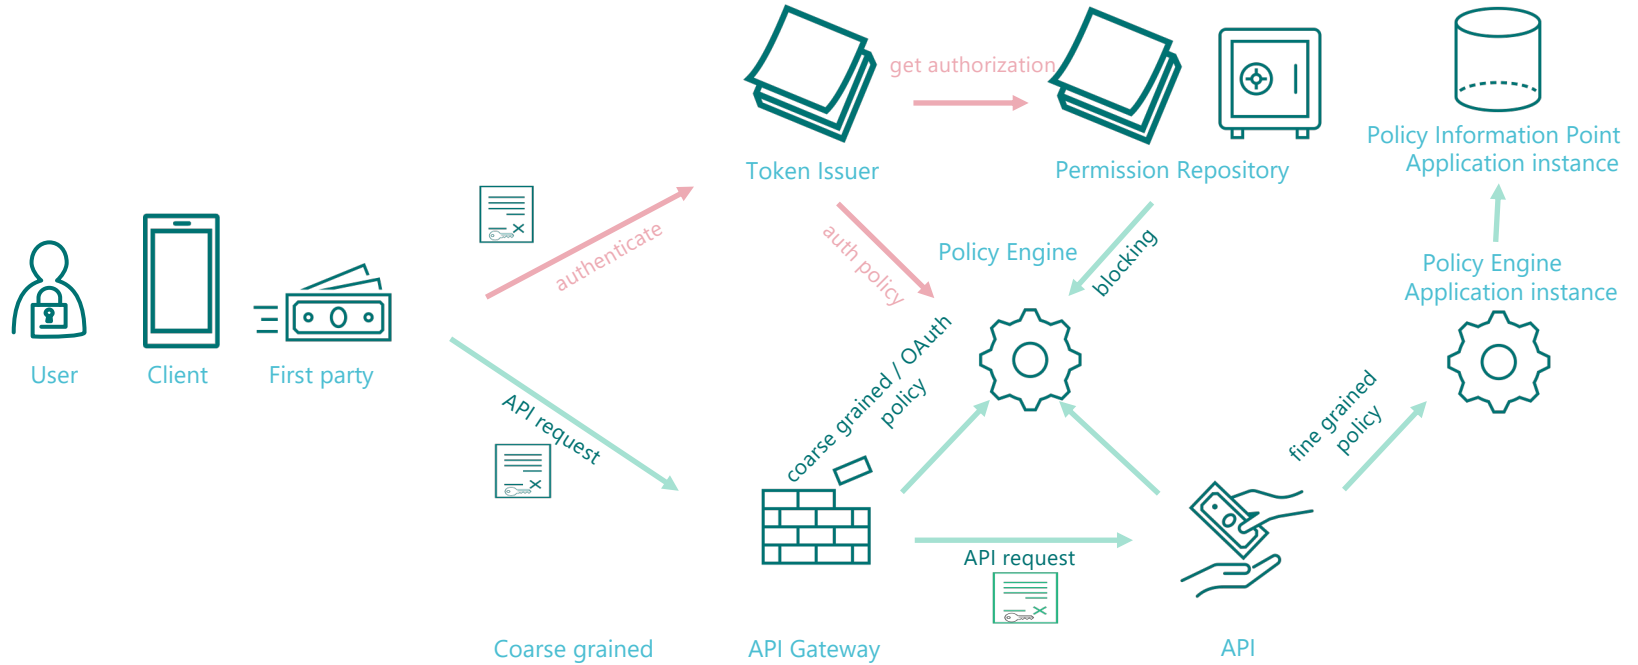 get authorization
Token Issuer
Permission Repository
Policy Information Point
Application instance
authenticate
auth policy
Policy Engine
blocking
Policy Engine
Application instance
User
Client
First party
API request
coarse grained / OAuth
policy
fine grained
policy
API request
Coarse grained
API Gateway
API